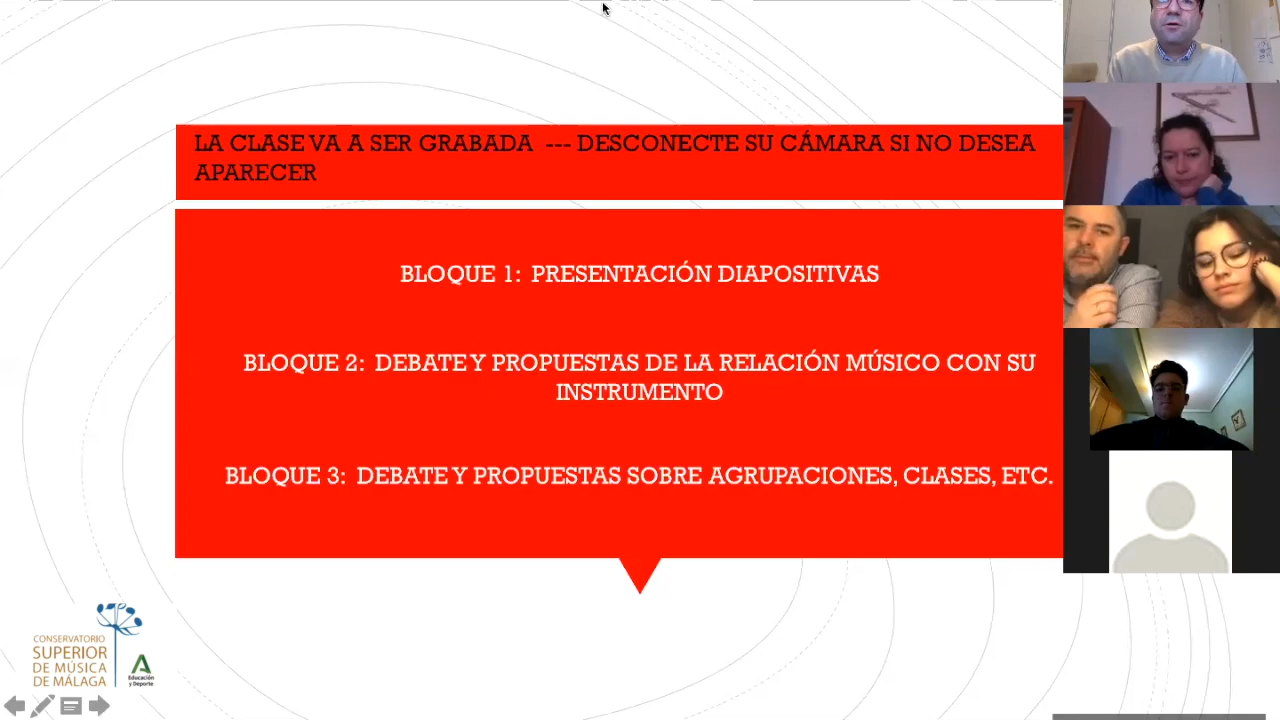 LA CLASE VA A SER GRABADA --- DESCONECTE SU CÁMARA SI NO DESEA
APARECER
BLOQUE 1: PRESENTACIÓN DIAPOSITIVAS
BLOQUE 2: DEBATE Y PROPUESTAS DE LA RELACIÓN MÚSICO CON SU
INSTRUMENTO
BLOQUE 3: DEBATE Y PROPUESTAS SOBRE AGRUPACIONES, CLASES, ETC.
CONSERVATORIO
SUPERIOR
DE MÚSICA
DE MÁLAGA
Educación
y Deporte